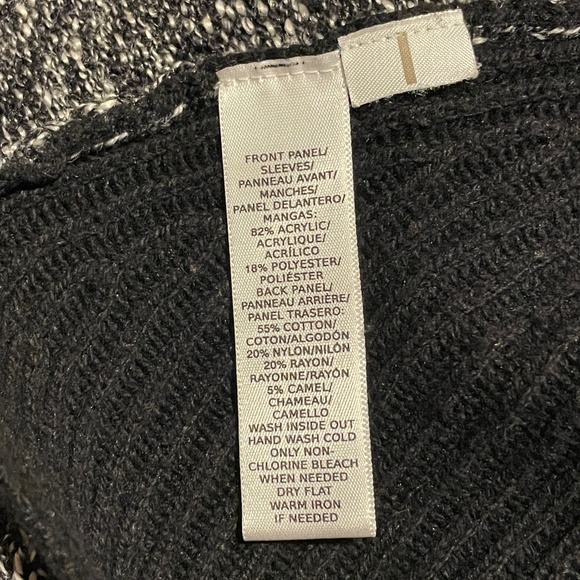 FRONT PANEL/
SLEEVES/
PANNEAU AVANT/
MANCHES/
PANEL DELANTERO/
MANGAS:
82% ACRYLIC/
ACRYLIQUE/
ACRÍLICO
18% POLYESTER/
POLIÉSTER
BACK PANEL/
PANNEAU ARRIÈRE/
PANEL TRASERO:
55% COTTON/
COTON/ALGODÓN
20% NYLON/NILÓN
20% RAYON/
RAYONNE/RAYÓN
5% CAMEL/
CHAMEAU/
CAMELLO
WASH INSIDE OUT
HAND WASH COLD
ONLY NON-
CHLORINE BLEACH
WHEN NEEDED
DRY FLAT
WARM IRON
IF NEEDED